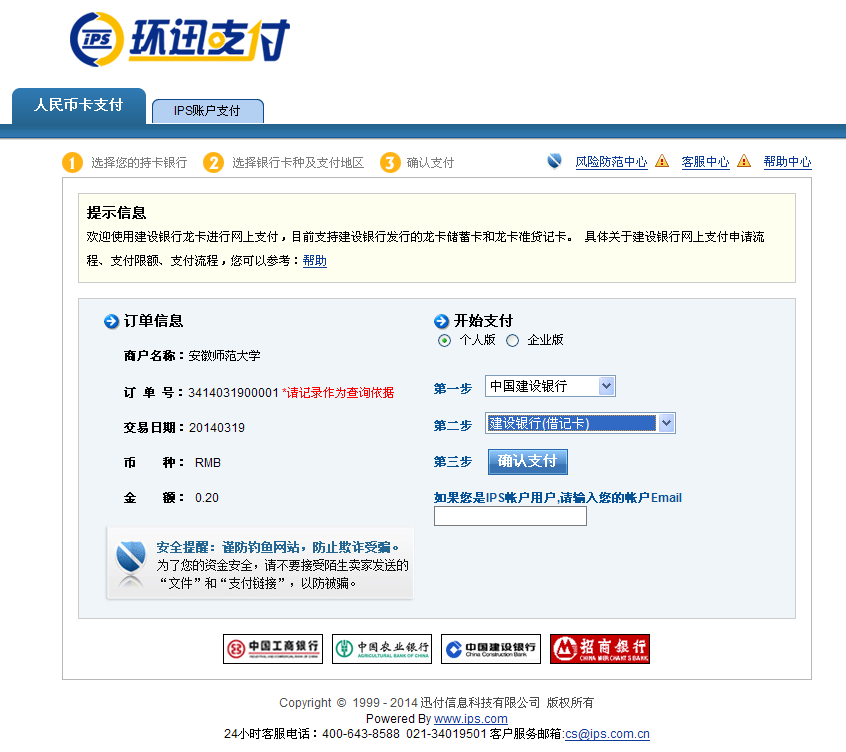 IPS 环迅支付
人民币卡支付 IPS账户支付
1 选择您的持卡银行 2 选择银行卡种及支付地区 3 确认支付 风险防范中心 客服中心 帮助中心
提示信息
欢迎使用建设银行龙卡进行网上支付，目前支持建设银行发行的龙卡储蓄卡和龙卡准贷记卡。 具体关于建设银行网上支付申请流
程、支付限额、支付流程，您可以参考：帮助
订单信息
商户名称：安徽师范大学
订 单 号：3414031900001 *请记录作为查询依据
交易日期：20140319
币 种： RMB
金 额： 0.20
安全提醒：谨防钓鱼网站，防止欺诈受骗。
为了您的资金安全，请不要接受陌生卖家发送的
“文件”和“支付链接”，以防被骗。
开始支付
个人版 企业版
第一步 中国建设银行
第二步 建设银行(借记卡)
第三步 确认支付
如果您是IPS帐户用户,请输入您的帐户Email
中国工商银行 中国农业银行 中国建设银行 招商银行
AGRICULTURAL BANK OF CHINA China Construction Bank CHINA MERCHANTS BANK
Copyright © 1999 - 2014 迅付信息科技有限公司 版权所有
Powered By www.ips.com
24小时客服电话：400-643-8588 021-34019501 客户服务邮箱:cs@ips.com.cn